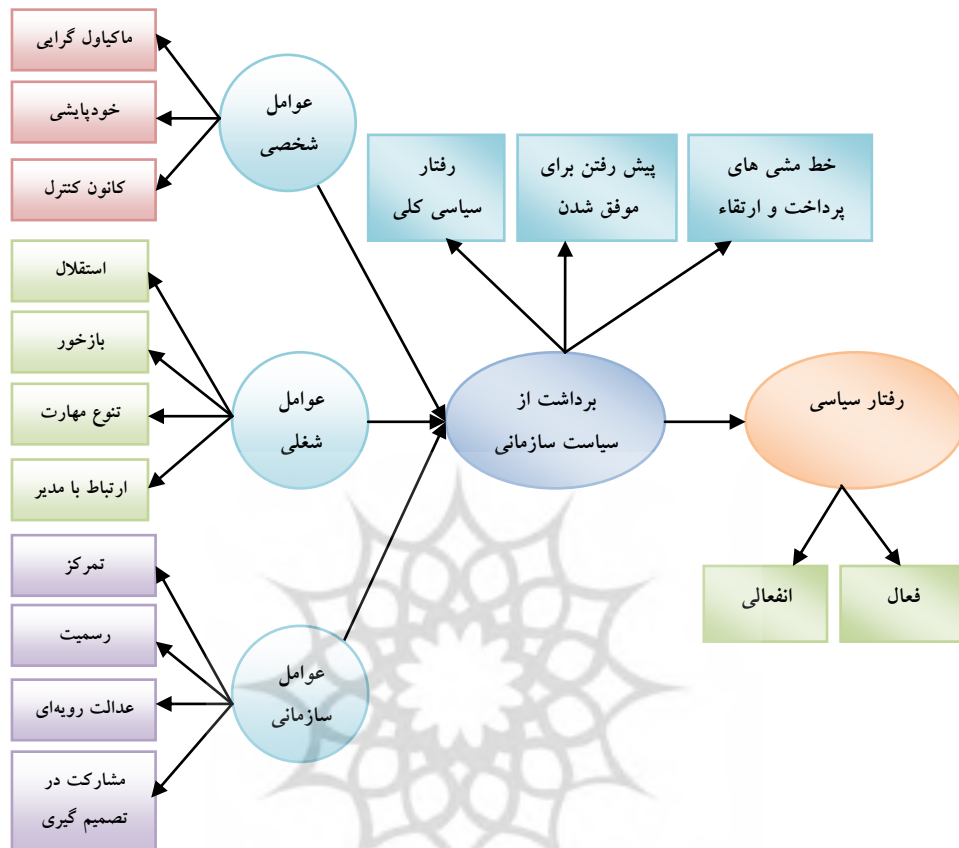 ماکیاول گرایی
خودپایشی
کانون کنترل
عوامل
شخصی
خط مشی های
پرداخت و ارتقاء
پیش رفتن برای
موفق شدن
رفتار
سیاسی کلی
استقلال
بازخور
تنوع مهارت
ارتباط با مدیر
عوامل
شغلی
برداشت از
سیاست سازمانی
رفتار سیاسی
فعال
انفعالی
تمرکز
رسمیت
عدالت رویه‌ای
مشارکت در
تصمیم گیری
عوامل
سازمانی